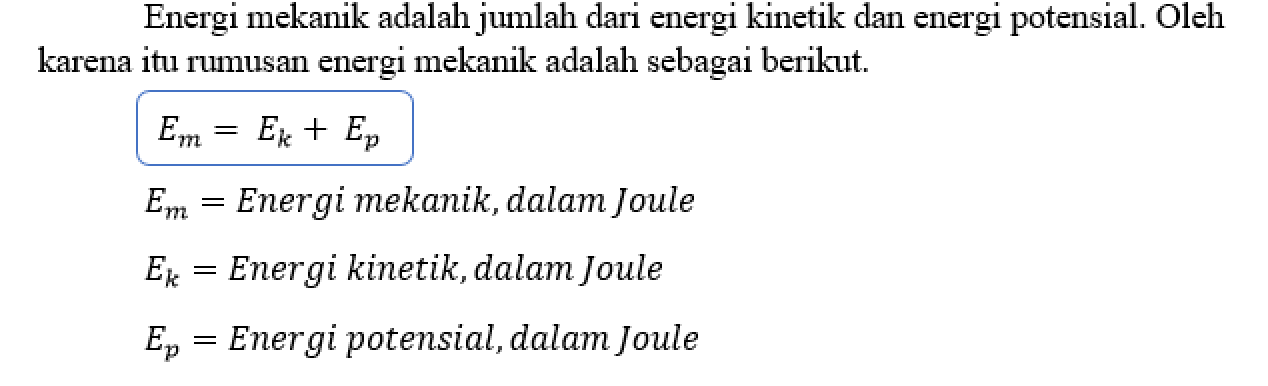 Energi mekanik adalah jumlah dari energi kinetik dan energi potensial. Oleh
karena itu rumusan energi mekanik adalah sebagai berikut.
E_m = E_k + E_p
E_m = Energi mekanik, dalam Joule
E_k = Energi kinetik, dalam Joule
E_p = Energi potensial, dalam Joule